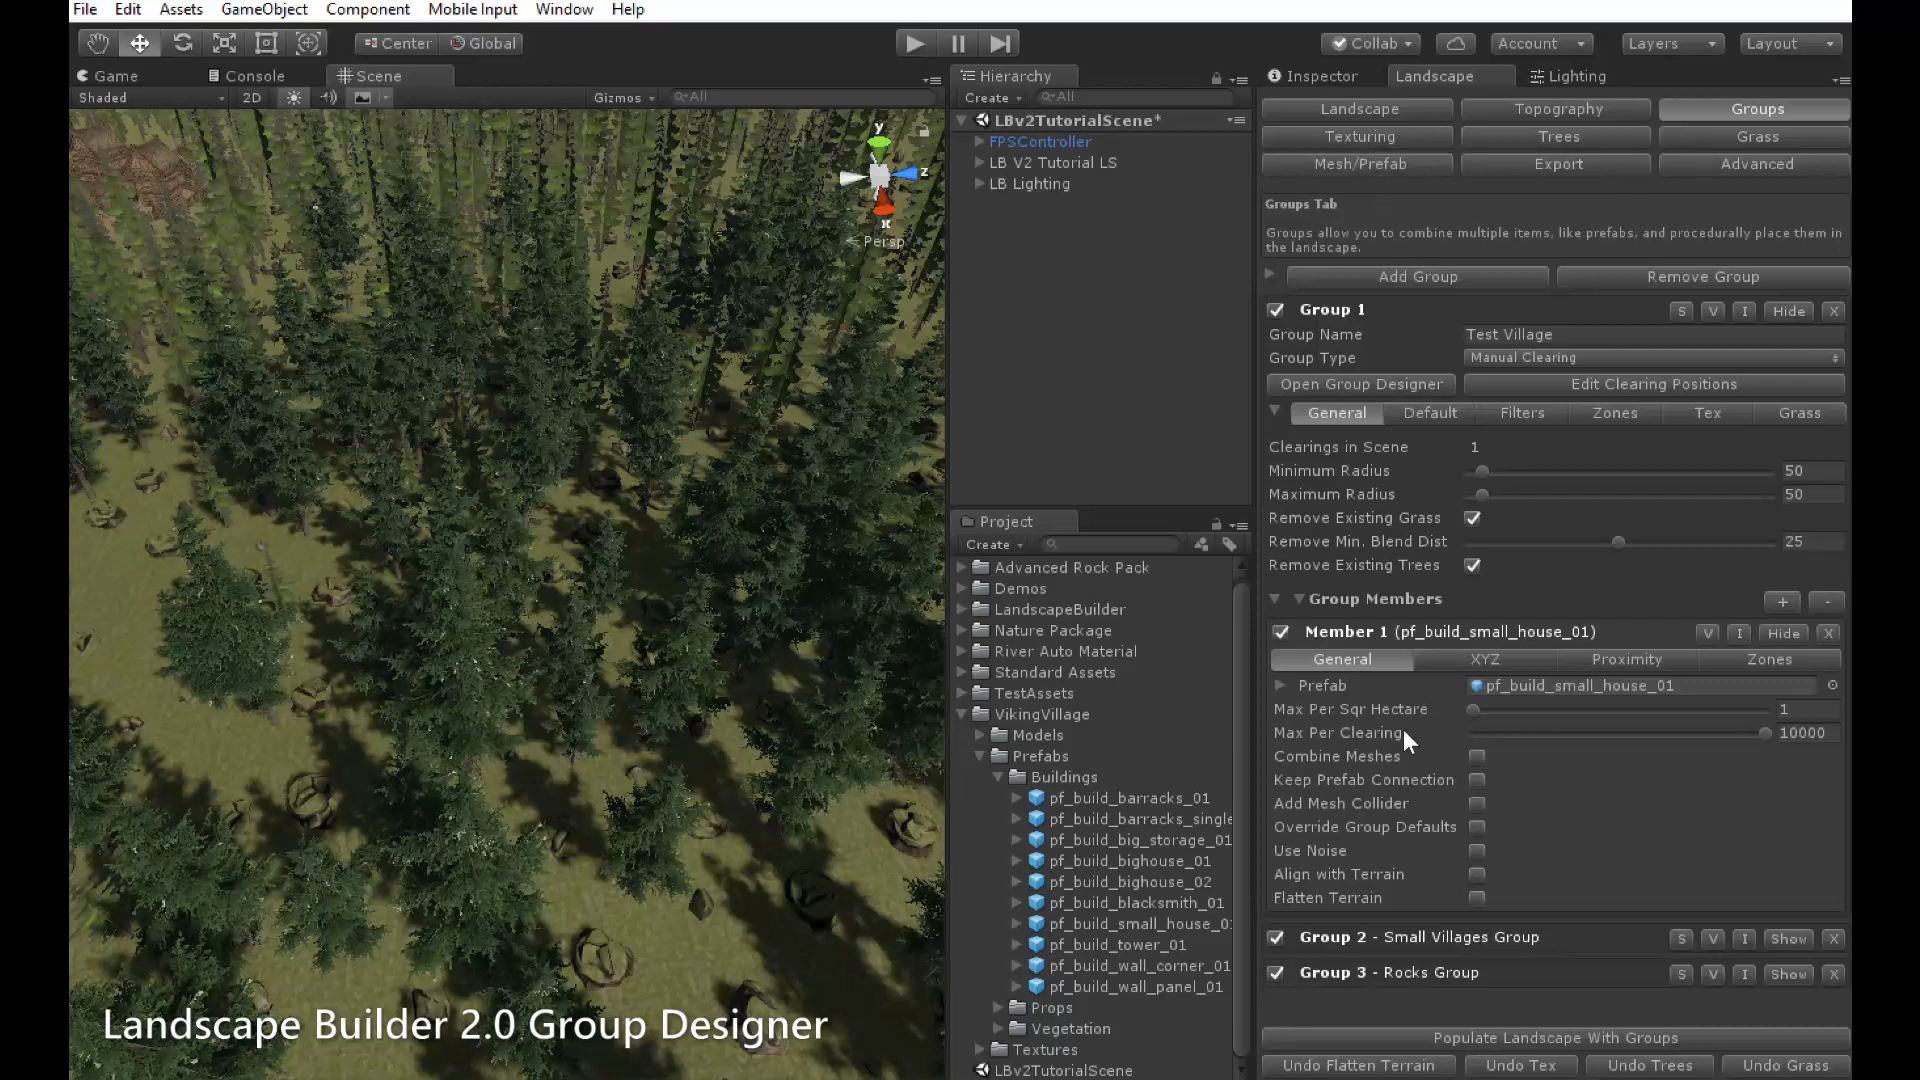 File Edit Assets GameObject Component Mobile Input Window Help
Center Global Collab Account Layers Layout
Game Console Scene
Shaded 2D Gizmos All
y
z
x
Persp
Landscape Builder 2.0 Group Designer
Hierarchy
Create All
LBv2TutorialScene*
FPSController
LB V2 Tutorial LS
LB Lighting
Project
Create
Advanced Rock Pack
Demos
LandscapeBuilder
Nature Package
River Auto Material
Standard Assets
TestAssets
VikingVillage
Models
Prefabs
Buildings
pf_build_barracks_01
pf_build_barracks_single
pf_build_big_storage_01
pf_build_bighouse_01
pf_build_bighouse_02
pf_build_blacksmith_01
pf_build_small_house_0
pf_build_tower_01
pf_build_wall_corner_01
pf_build_wall_panel_01
Props
Vegetation
Textures
LBv2TutorialScene
Inspector Landscape Lighting
Landscape Topography Groups
Texturing Trees Grass
Mesh/Prefab Export Advanced
Groups Tab
Groups allow you to combine multiple items, like prefabs, and procedurally place them in
the landscape.
Add Group Remove Group
Group 1 S V I Hide X
Group Name Test Village
Group Type Manual Clearing
Open Group Designer Edit Clearing Positions
General Default Filters Zones Tex Grass
Clearings in Scene 1
Minimum Radius 50
Maximum Radius 50
Remove Existing Grass
Remove Min. Blend Dist 25
Remove Existing Trees
Group Members + -
Member 1 (pf_build_small_house_01) V I Hide X
General XYZ Proximity Zones
Prefab pf_build_small_house_01
Max Per Sqr Hectare 1
Max Per Clearing 10000
Combine Meshes
Keep Prefab Connection
Add Mesh Collider
Override Group Defaults
Use Noise
Align with Terrain
Flatten Terrain
Group 2 - Small Villages Group S V I Show X
Group 3 - Rocks Group S V I Show X
Populate Landscape With Groups
Undo Flatten Terrain Undo Tex Undo Trees Undo Grass